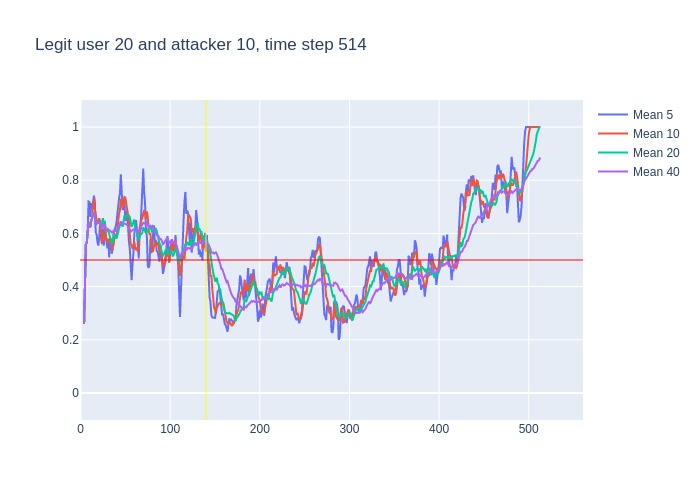 Legit user 20 and attacker 10, time step 514
Mean 5
Mean 10
Mean 20
Mean 40
1
0.8
0.6
0.4
0.2
0
0 100 200 300 400 500